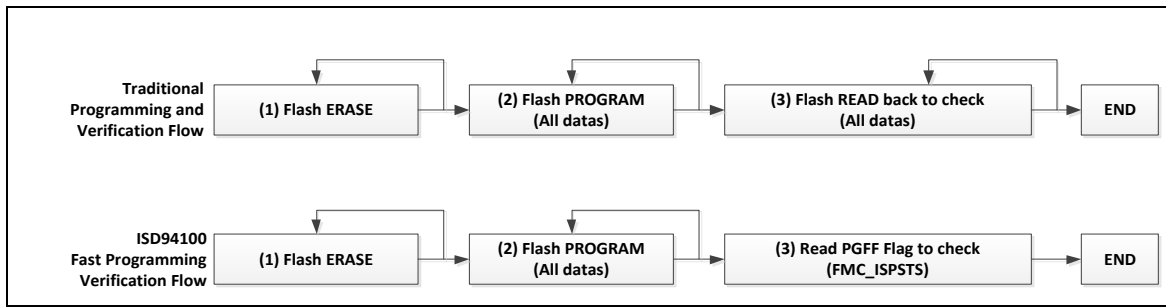 Traditional
Programming and
Verification Flow
(1) Flash ERASE
(2) Flash PROGRAM
(All datas)
(3) Flash READ back to check
(All datas)
END
ISD94100
Fast Programming
Verification Flow
(1) Flash ERASE
(2) Flash PROGRAM
(All datas)
(3) Read PGFF Flag to check
(FMC_ISPSTS)
END